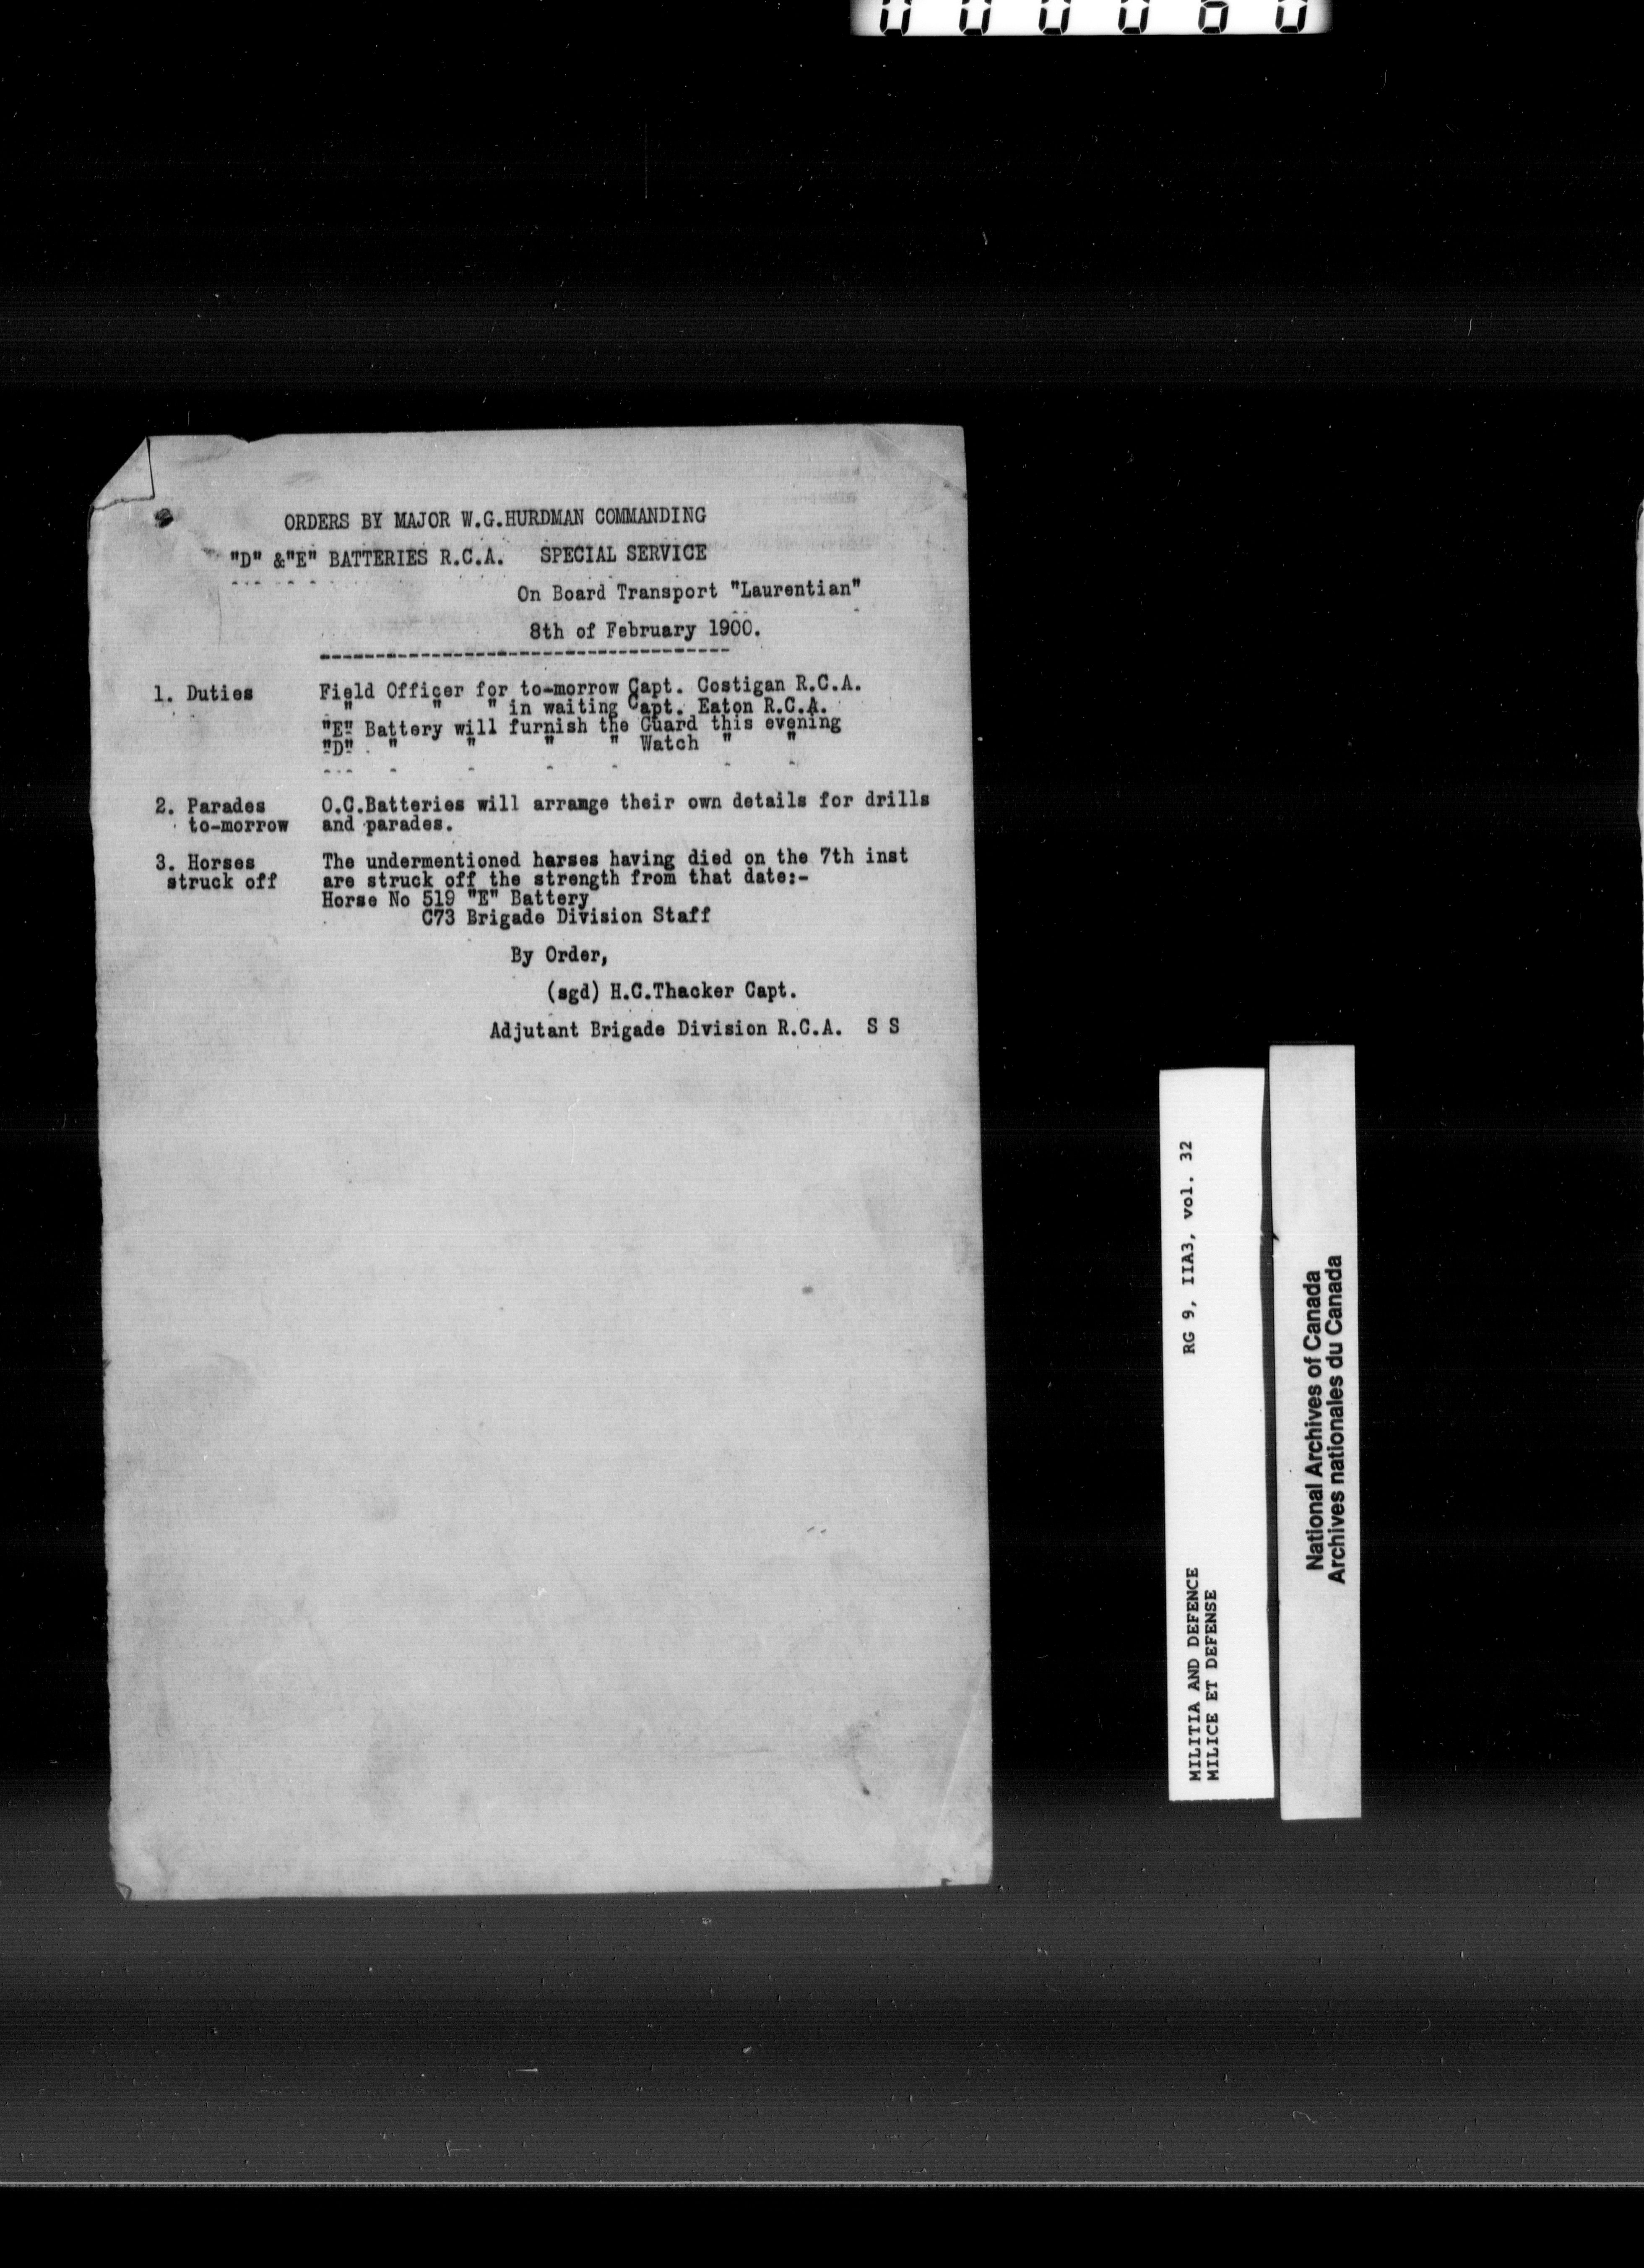 000060
ORDERS BY MAJOR W.G.HURDMAN COMMANDING
"D" &"E" BATTERIES R.C.A. SPECIAL SERVICE
On Board Transport "Laurentian"
8th of February 1900.
------------------------------------
1. Duties Field Officer for to-morrow Capt. Costigan R.C.A.
" " " in waiting Capt. Eaton R.C.A.
"E" Battery will furnish the Guard this evening
"D" " " " " Watch " "
2. Parades O.C.Batteries will arrange their own details for drills
to-morrow and parades.
3. Horses The undermentioned harses having died on the 7th inst
struck off are struck off the strength from that date:-
Horse No 519 "E" Battery
C73 Brigade Division Staff
By Order,
(sgd) H.C.Thacker Capt.
Adjutant Brigade Division R.C.A. S S
MILITIA AND DEFENCE RG 9, IIA3, vol. 32
MILICE ET DEFENSE
National Archives of Canada
Archives nationales du Canada